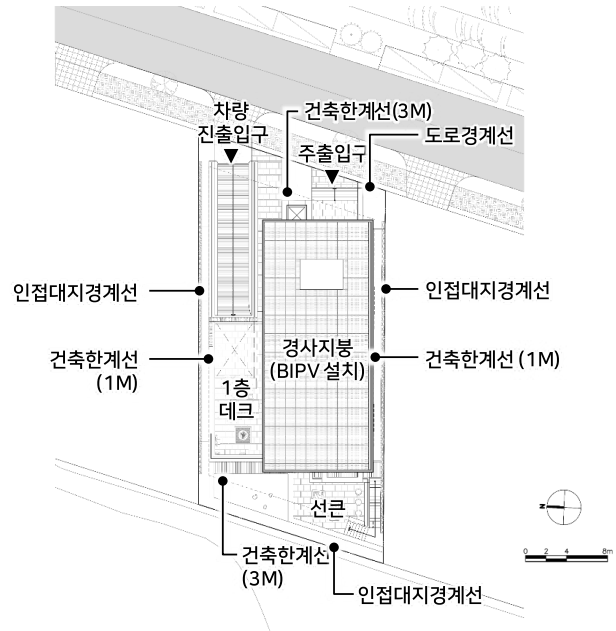 차량
진출입구
건축한계선(3M)
주출입구
도로경계선
인접대지경계선
인접대지경계선
건축한계선
(1M)
경사지붕
(BIPV 설치)
건축한계선 (1M)
1층
데크
선큰
N
0 2 4 8m
건축한계선
(3M)
인접대지경계선